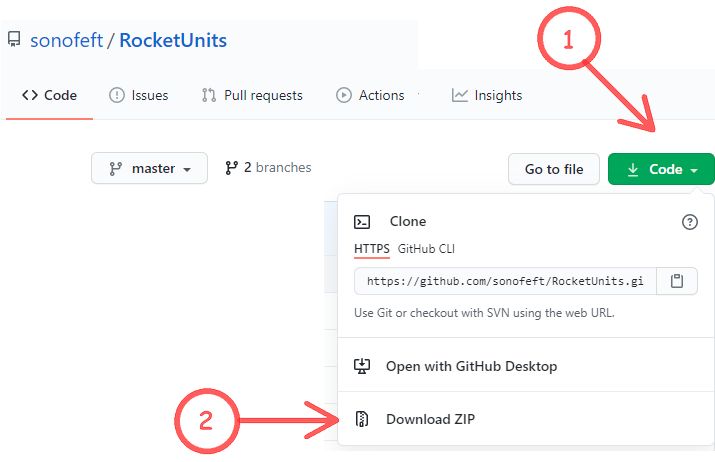 sonofeft / RocketUnits
1
Code Issues Pull requests Actions Insights
master 2 branches Go to file Code
Clone
HTTPS GitHub CLI
https://github.com/sonofeft/RocketUnits.gi
Use Git or checkout with SVN using the web URL.
Open with GitHub Desktop
2 Download ZIP